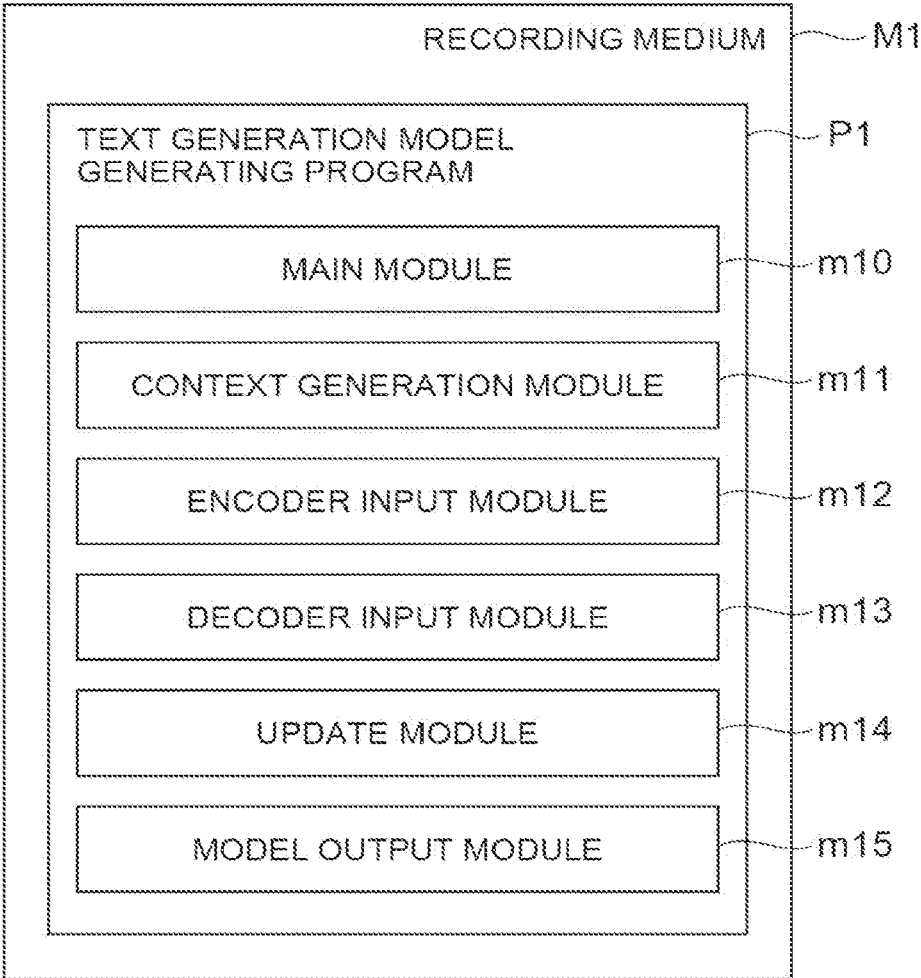 RECORDING MEDIUM
M1
TEXT GENERATION MODEL
GENERATING PROGRAM
P1
MAIN MODULE
m10
CONTEXT GENERATION MODULE
m11
ENCODER INPUT MODULE
m12
DECODER INPUT MODULE
m13
UPDATE MODULE
m14
MODEL OUTPUT MODULE
m15